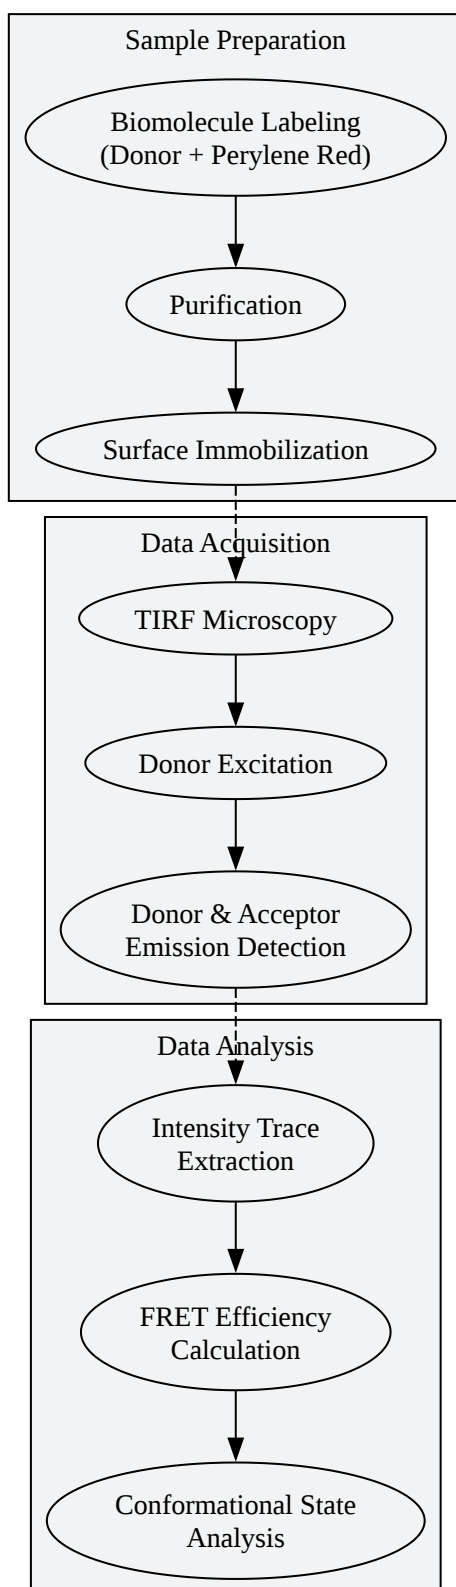 Sample Preparation
Biomolecule Labeling
(Donor + Perylene Red)
Purification
Surface Immobilization
Data Acquisition
TIRF Microscopy
Donor Excitation
Donor & Acceptor
Emission Detection
Data Analysis
Intensity Trace
Extraction
FRET Efficiency
Calculation
Conformational State
Analysis